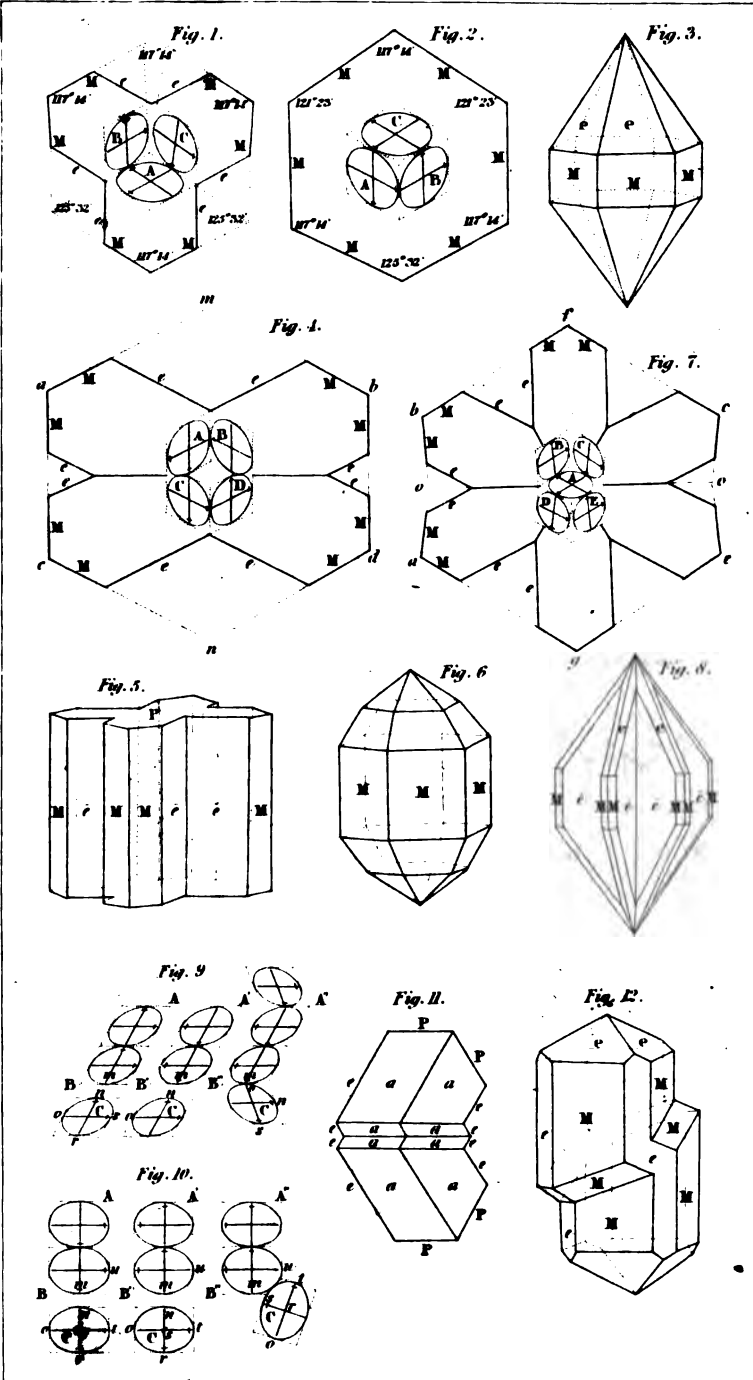 Fig. 1.
117° 14'
e e
M M
117° 14' 117° 14'
M B C M
A
e e
125° 32' 125° 32'
e e
M M
117° 14'
Fig. 2.
117° 14'
M M
121° 23' 121° 23'
C
M M
A B
117° 14' 117° 14'
M M
125° 32'
Fig. 3.
e e
M M M
m
Fig. 4.
a M e e M b
M A B M
e e
e C D e
M M
c M e e M d
n
f
Fig. 7.
M M
e
b M c
M B C
e A
o o
e D E
M
a M e e
e
g
Fig. 5.
P
M é M M é é M
Fig. 6
M M M
Fig. 8.
e e
M é M M é é M M é M
Fig. 9
A A' A''
m m m
B B' B''
n n
o C s o C C n
r s
Fig. 10.
A A' A''
u u u
m m m
B B' B''
o t o C s t q C r t
r o
Fig. 11.
P
P
e a a
e
e a a e
e a a e
e
e a a
P
P
Fig. 12.
e e
M M
M
e e
M M
e M